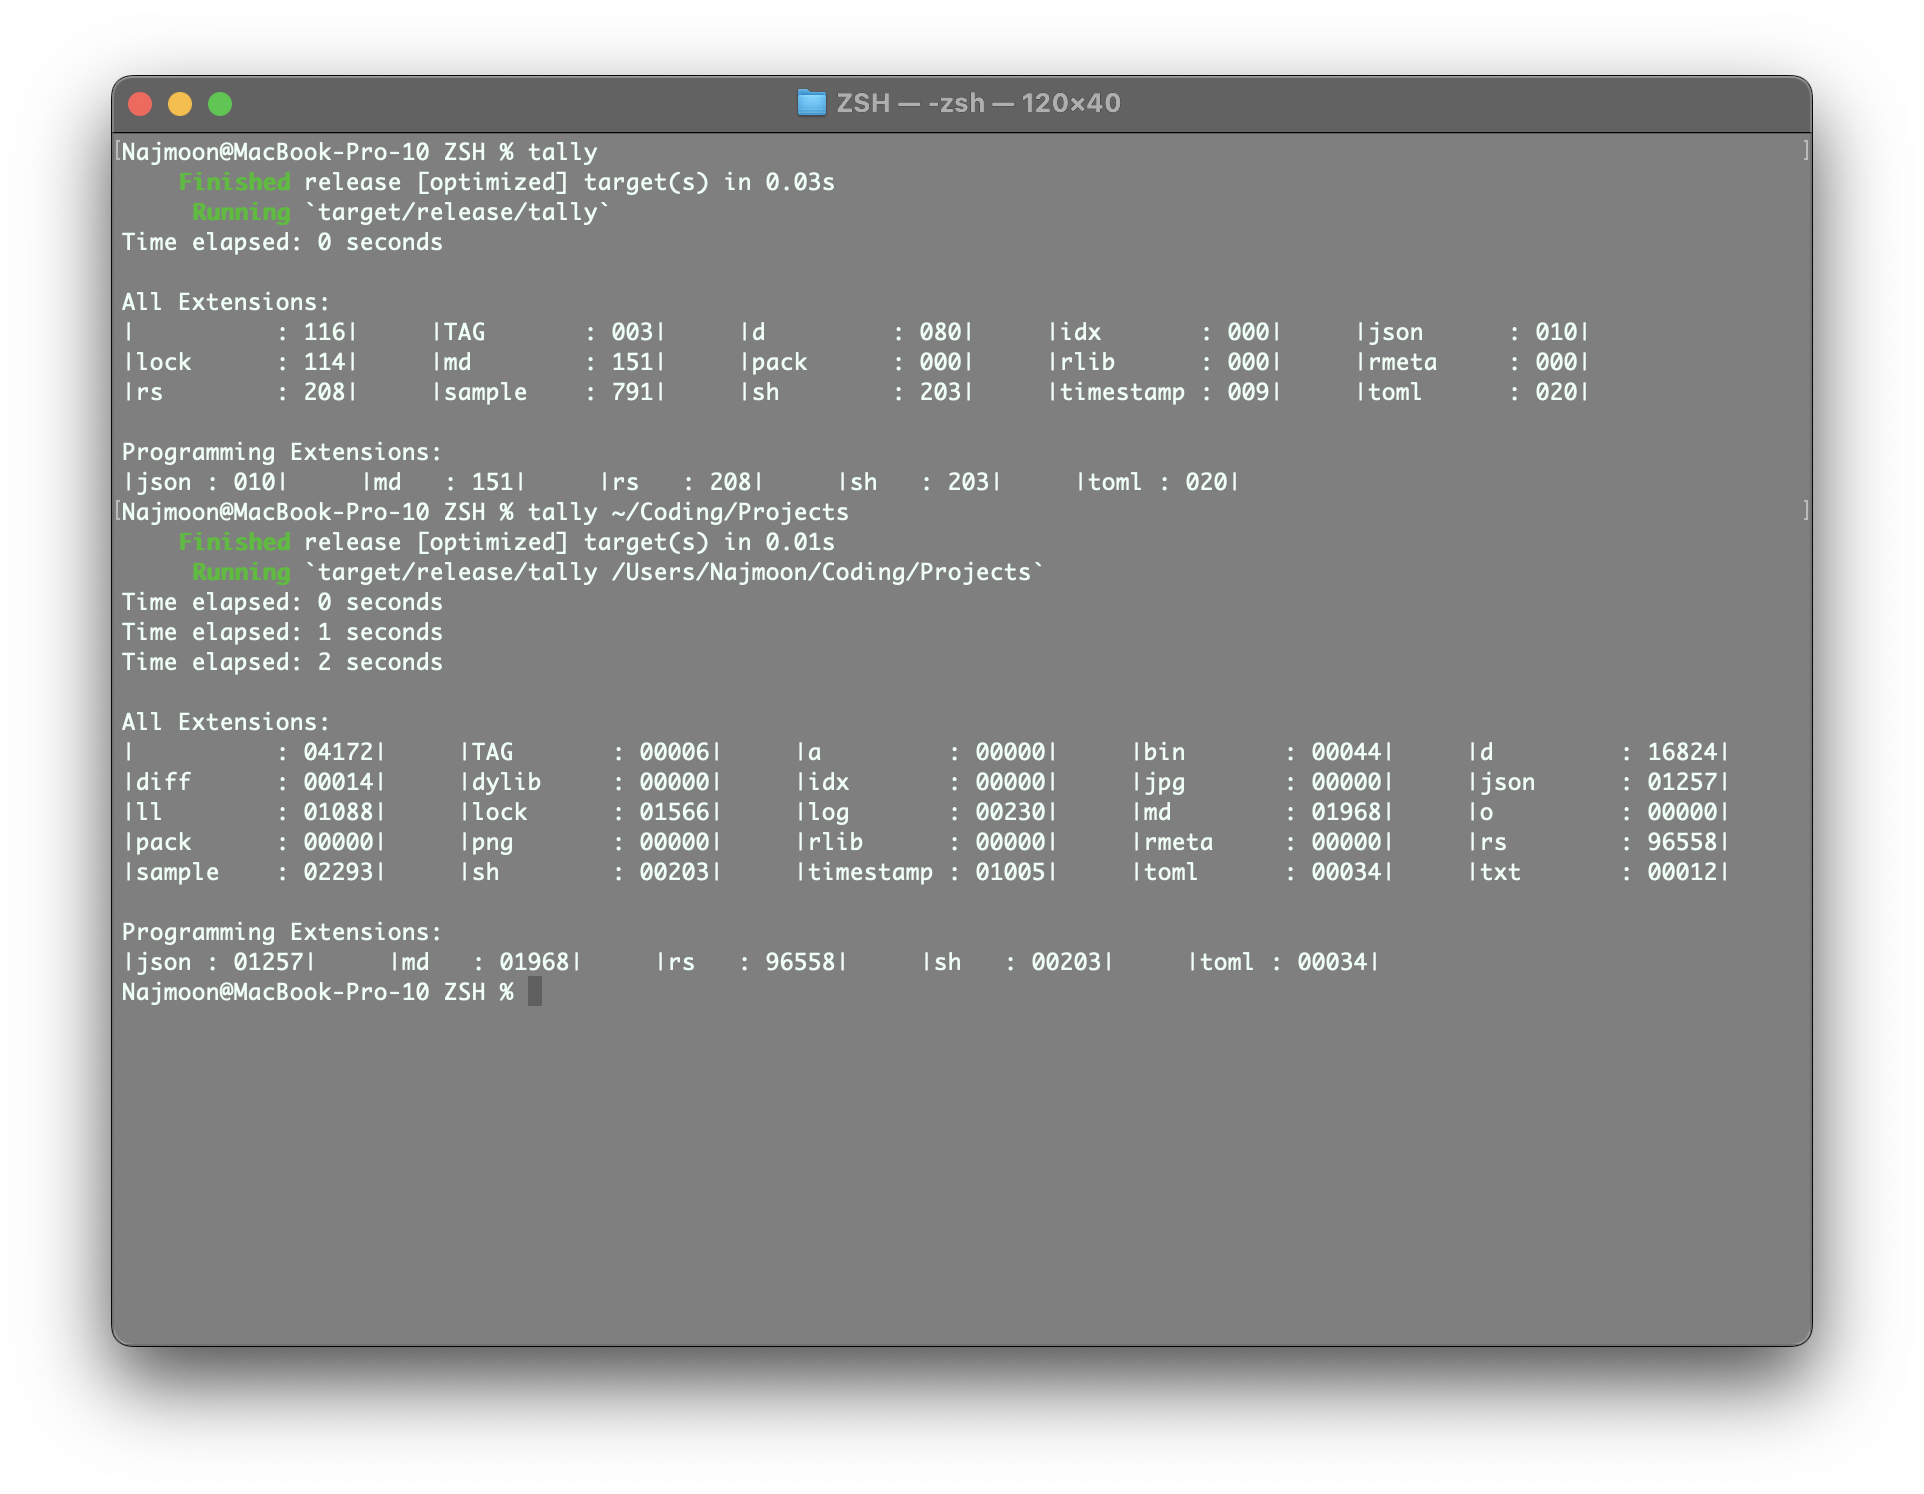 ZSH — -zsh — 120×40
[Najmoon@MacBook-Pro-10 ZSH % tally ]
    Finished release [optimized] target(s) in 0.03s
     Running `target/release/tally`
Time elapsed: 0 seconds

All Extensions:
|          : 116|     |TAG       : 003|     |d         : 080|     |idx       : 000|     |json      : 010|
|lock      : 114|     |md        : 151|     |pack      : 000|     |rlib      : 000|     |rmeta     : 000|
|rs        : 208|     |sample    : 791|     |sh        : 203|     |timestamp : 009|     |toml      : 020|

Programming Extensions:
|json : 010|     |md   : 151|     |rs   : 208|     |sh   : 203|     |toml : 020|
[Najmoon@MacBook-Pro-10 ZSH % tally ~/Coding/Projects ]
    Finished release [optimized] target(s) in 0.01s
     Running `target/release/tally /Users/Najmoon/Coding/Projects`
Time elapsed: 0 seconds
Time elapsed: 1 seconds
Time elapsed: 2 seconds

All Extensions:
|          : 04172|     |TAG       : 00006|     |a         : 00000|     |bin       : 00044|     |d         : 16824|
|diff      : 00014|     |dylib     : 00000|     |idx       : 00000|     |jpg       : 00000|     |json      : 01257|
|ll        : 01088|     |lock      : 01566|     |log       : 00230|     |md        : 01968|     |o         : 00000|
|pack      : 00000|     |png       : 00000|     |rlib      : 00000|     |rmeta     : 00000|     |rs        : 96558|
|sample    : 02293|     |sh        : 00203|     |timestamp : 01005|     |toml      : 00034|     |txt       : 00012|

Programming Extensions:
|json : 01257|     |md   : 01968|     |rs   : 96558|     |sh   : 00203|     |toml : 00034|
Najmoon@MacBook-Pro-10 ZSH %